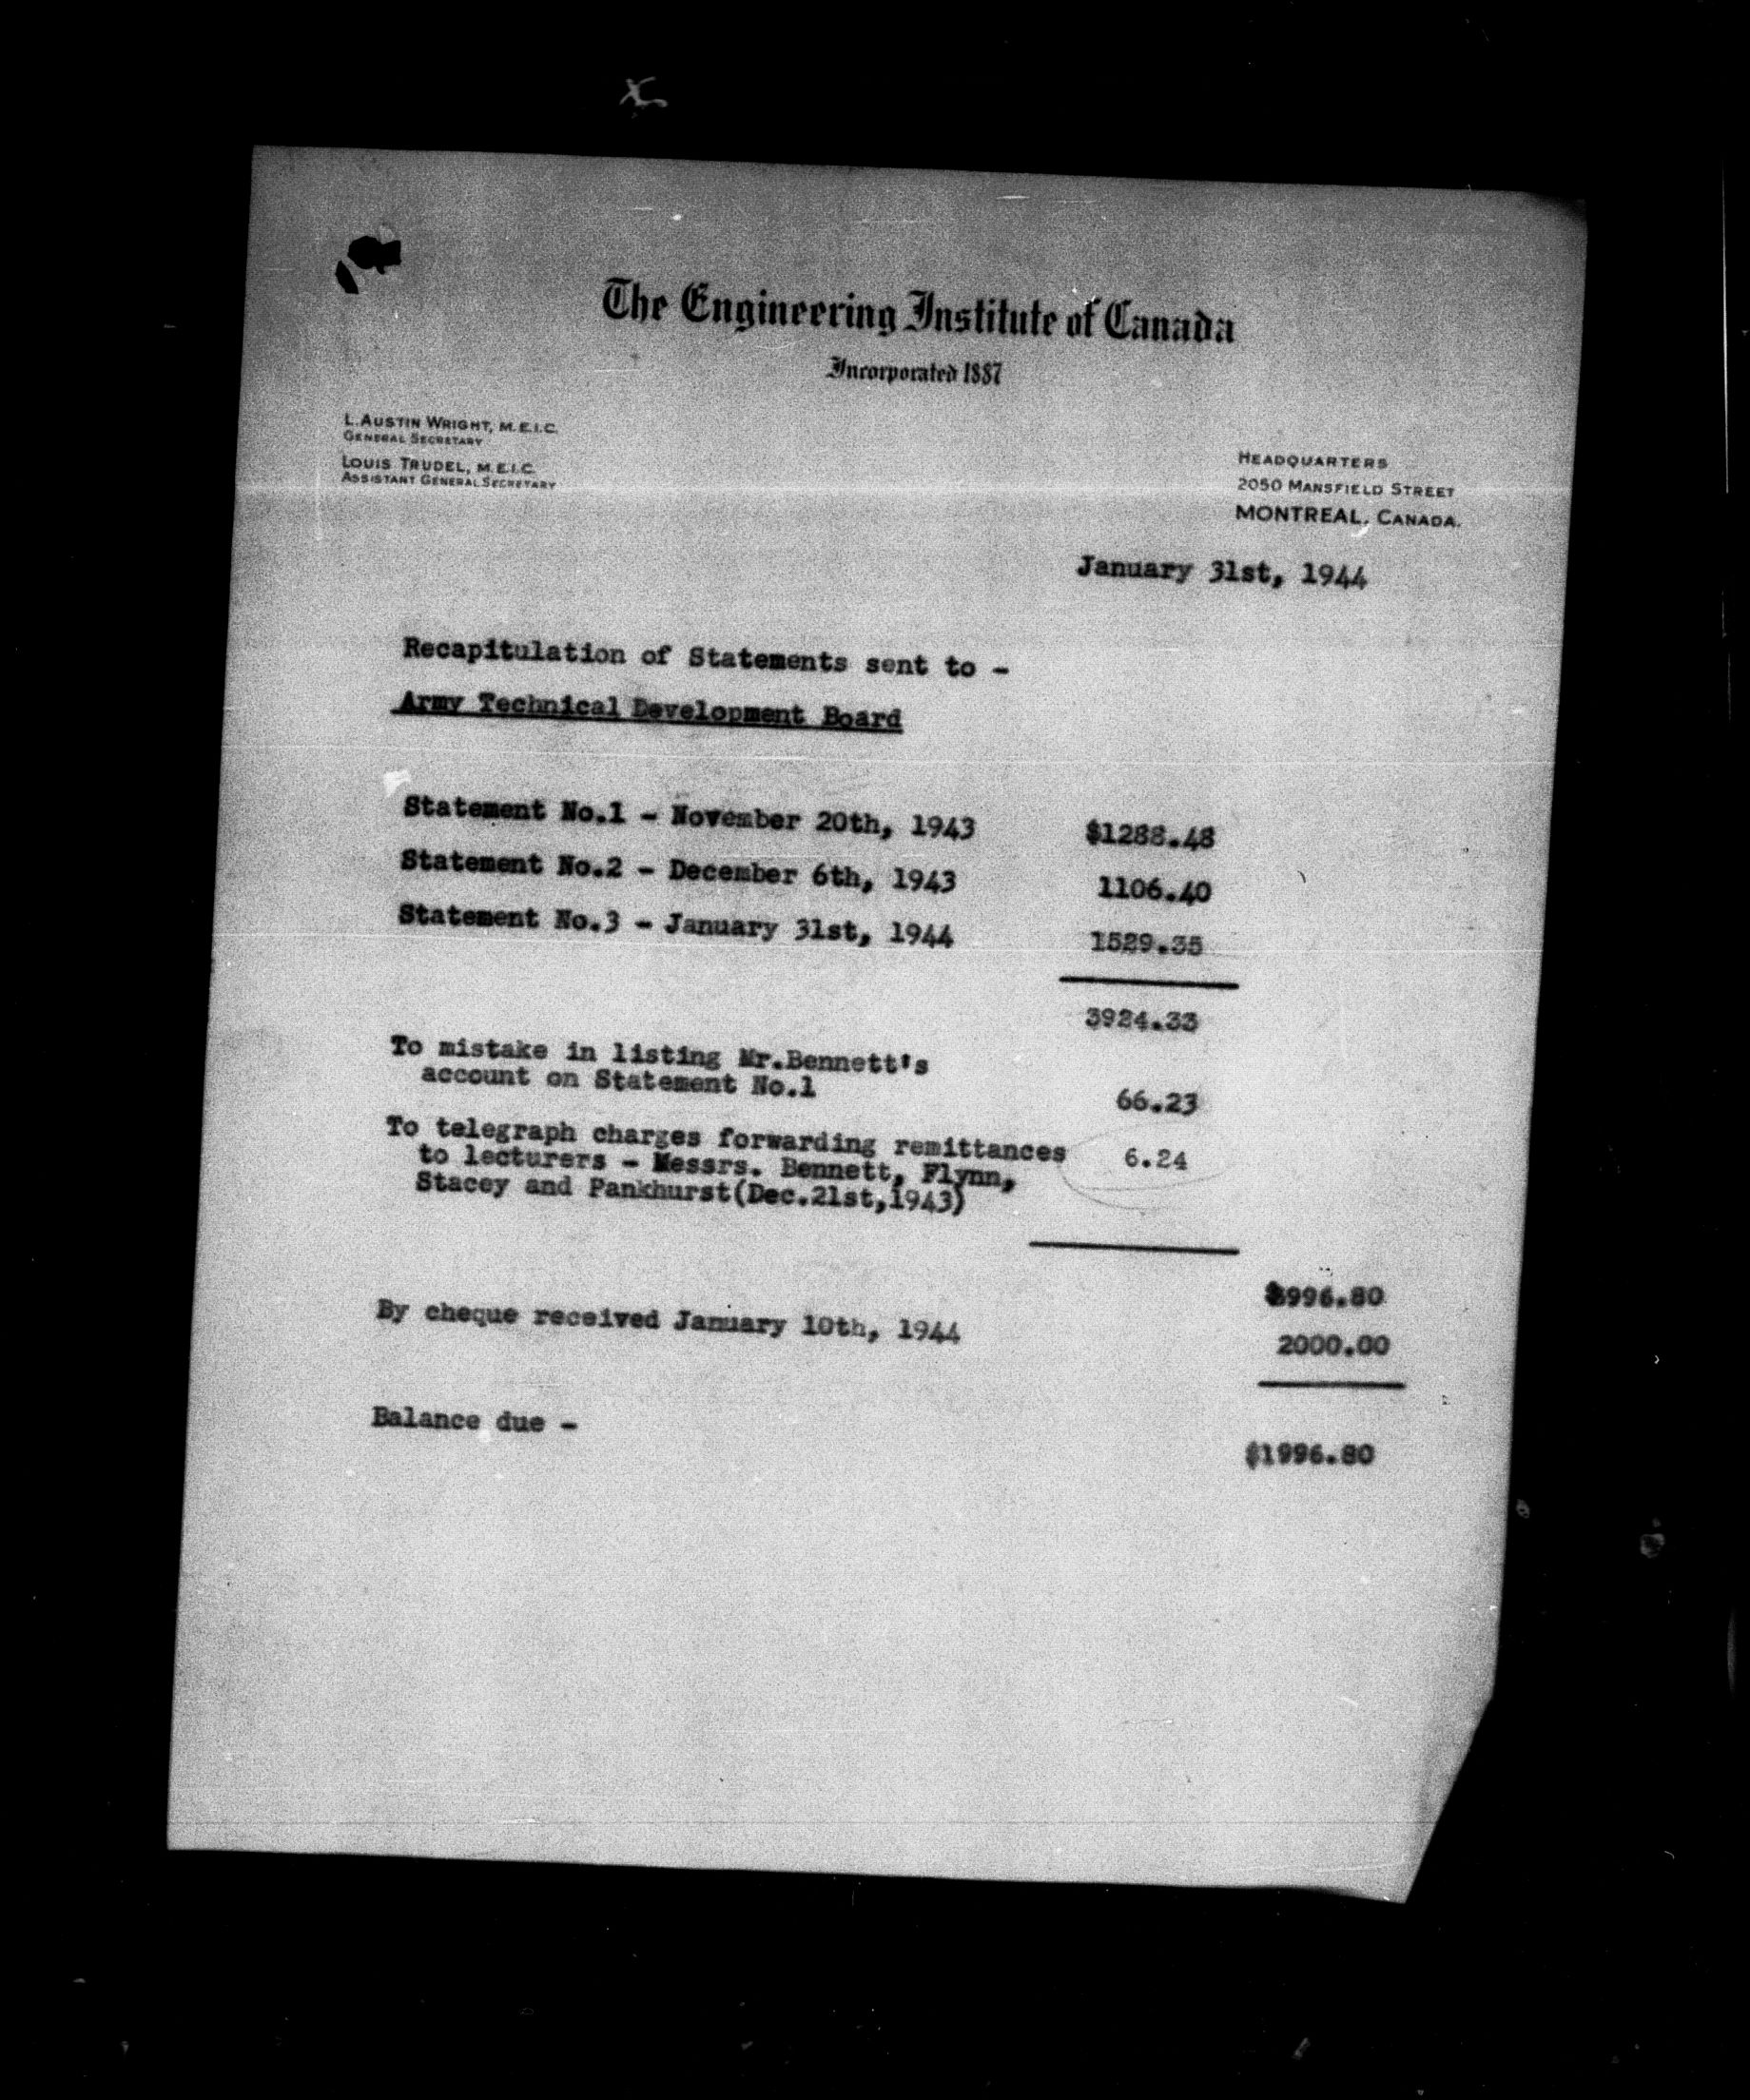 The Engineering Institute of Canada
Incorporated 1887
L. AUSTIN WRIGHT, M.E.I.C.
GENERAL SECRETARY
LOUIS TRUDEL, M.E.I.C.
ASSISTANT GENERAL SECRETARY
HEADQUARTERS
2050 MANSFIELD STREET
MONTREAL, CANADA.
January 31st, 1944
Recapitulation of Statements sent to -
Army Technical Development Board
Statement No.1 - November 20th, 1943 $1288.48
Statement No.2 - December 6th, 1943 1106.40
Statement No.3 - January 31st, 1944 1529.35
3924.33
To mistake in listing Mr.Bennett's
account on Statement No.1 66.23
To telegraph charges forwarding remittances 6.24
to lecturers - Messrs. Bennett, Flynn,
Stacey and Pankhurst(Dec.21st,1943)
3996.80
By cheque received January 10th, 1944 2000.00
Balance due - $1996.80